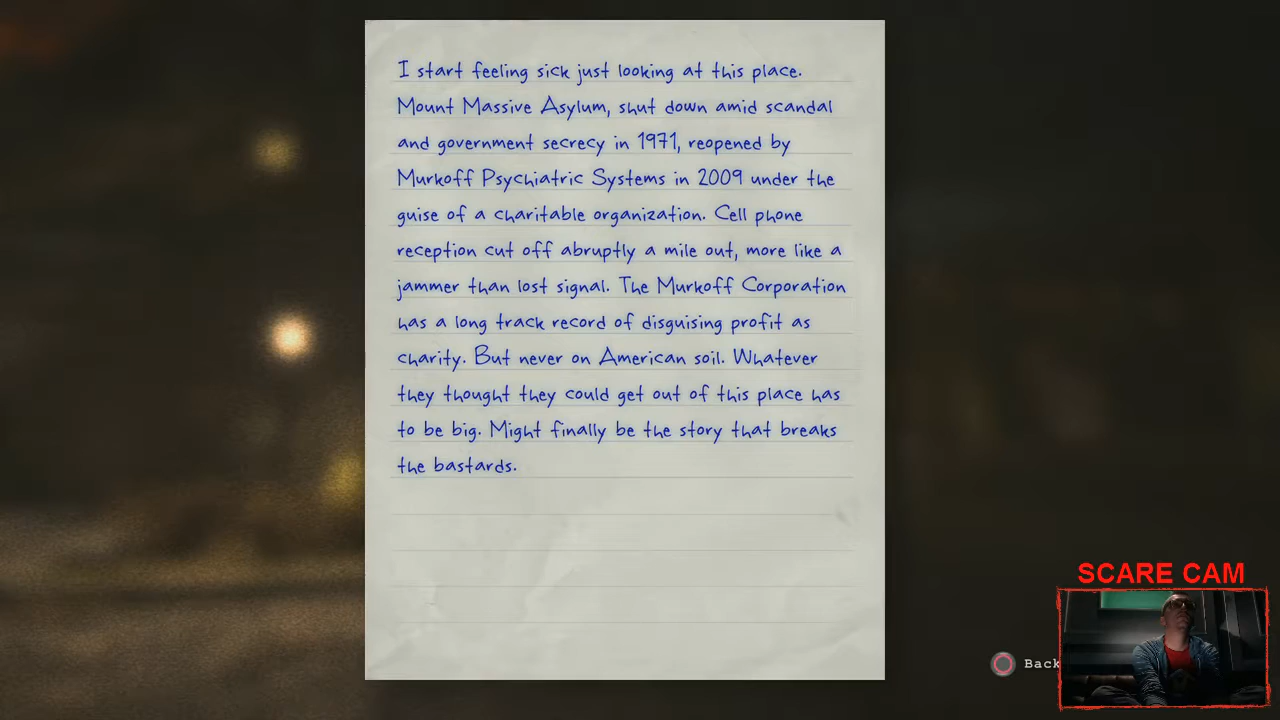 I start feeling sick just looking at this place.
Mount Massive Asylum, shut down amid scandal
and government secrecy in 1971, reopened by
Murkoff Psychiatric Systems in 2009 under the
guise of a charitable organization. Cell phone
reception cut off abruptly a mile out, more like a
jammer than lost signal. The Murkoff Corporation
has a long track record of disguising profit as
charity. But never on American soil. Whatever
they thought they could get out of this place has
to be big. Might finally be the story that breaks
the bastards.
SCARE CAM
Back